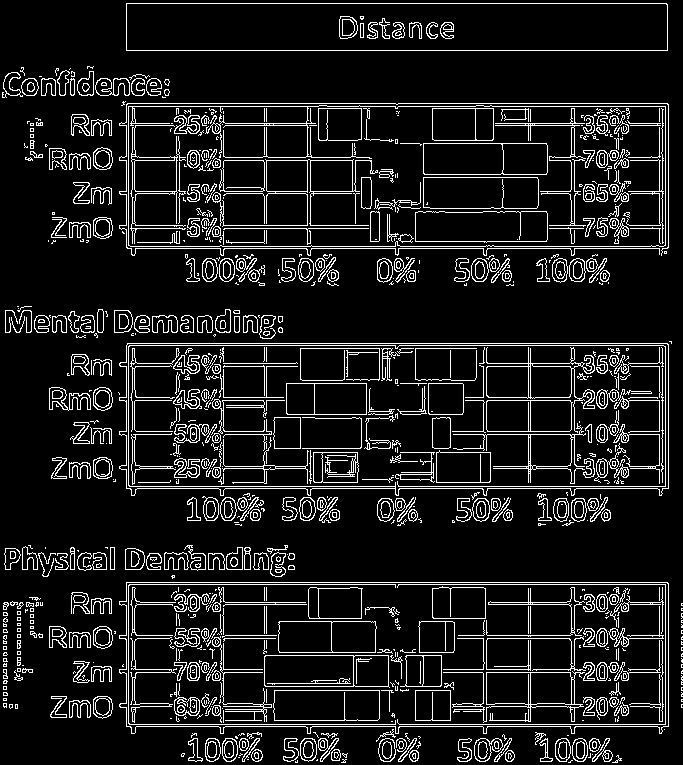 Distance
Confidence:
Rm 25% 35%
RmO 0% 70%
Zm 5% 65%
ZmO 5% 75%
100% 50% 0% 50% 100%
Mental Demanding:
Rm 45% 35%
RmO 45% 20%
Zm 50% 10%
ZmO 25% 30%
100% 50% 0% 50% 100%
Physical Demanding:
Rm 30% 30%
RmO 55% 20%
Zm 70% 20%
ZmO 60% 20%
100% 50% 0% 50% 100%